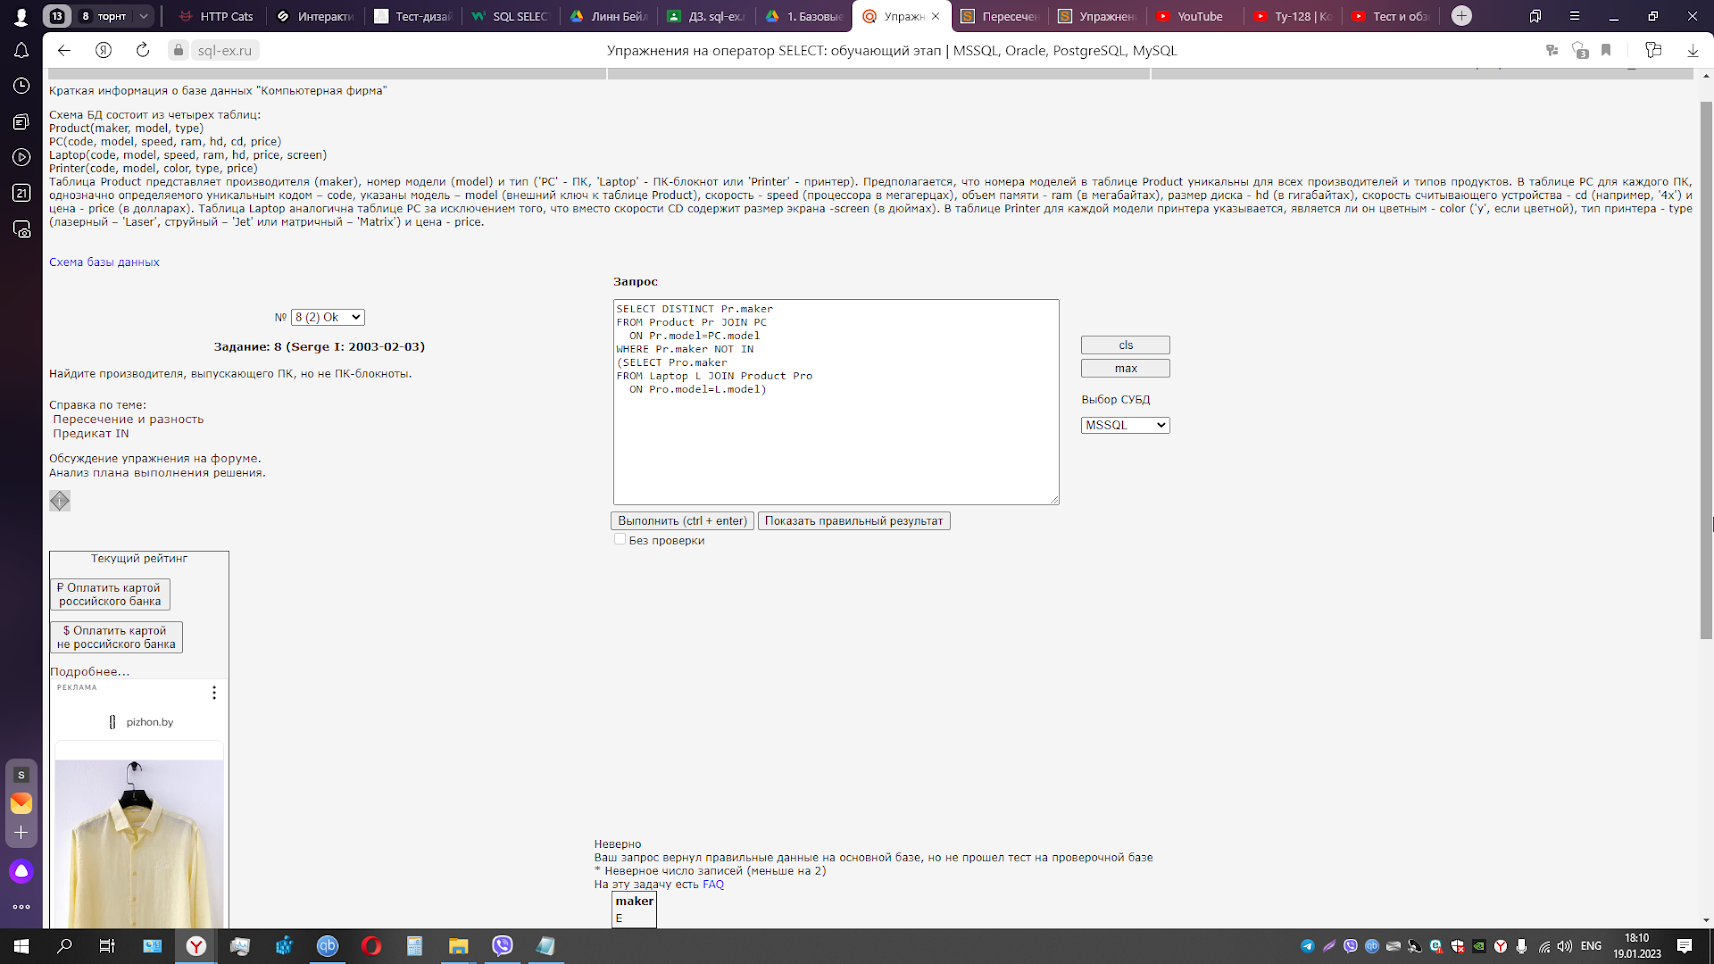 13
8 торнт
HTTP Cats
Интеракти
Тест-дизай
SQL SELEC
Линн Бейл
ДЗ. sql-ex.r
1. Базовые
Упражн
Пересечен
Упражнен
YouTube
Ту-128 | Ко
Тест и обз
sql-ex.ru
Упражнения на оператор SELECT: обучающий этап | MSSQL, Oracle, PostgreSQL, MySQL
3
Краткая информация о базе данных "Компьютерная фирма"
Схема БД состоит из четырех таблиц:
Product(maker, model, type)
PC(code, model, speed, ram, hd, cd, price)
Laptop(code, model, speed, ram, hd, price, screen)
Printer(code, model, color, type, price)
Таблица Product представляет производителя (maker), номер модели (model) и тип ('PC' - ПК, 'Laptop' - ПК-блокнот или 'Printer' - принтер). Предполагается, что номера моделей в таблице Product уникальны для всех производителей и типов продуктов. В таблице PC для каждого ПК,
однозначно определяемого уникальным кодом – code, указаны модель – model (внешний ключ к таблице Product), скорость - speed (процессора в мегагерцах), объем памяти - ram (в мегабайтах), размер диска - hd (в гигабайтах), скорость считывающего устройства - cd (например, '4x') и
цена - price (в долларах). Таблица Laptop аналогична таблице PC за исключением того, что вместо скорости CD содержит размер экрана -screen (в дюймах). В таблице Printer для каждой модели принтера указывается, является ли он цветным - color ('y', если цветной), тип принтера - type
(лазерный – 'Laser', струйный – 'Jet' или матричный – 'Matrix') и цена - price.
Схема базы данных
Запрос
SELECT DISTINCT Pr.maker
FROM Product Pr JOIN PC
ON Pr.model=PC.model
WHERE Pr.maker NOT IN
(SELECT Pro.maker
FROM Laptop L JOIN Product Pro
ON Pro.model=L.model)
№ 8 (2) Ok
Задание: 8 (Serge I: 2003-02-03)
Найдите производителя, выпускающего ПК, но не ПК-блокноты.
Справка по теме:
Пересечение и разность
Предикат IN
Обсуждение упражнения на форуме.
Анализ плана выполнения решения.
cls
max
Выбор СУБД
MSSQL
Выполнить (ctrl + enter)
Показать правильный результат
Без проверки
Текущий рейтинг
₽ Оплатить картой
российского банка
$ Оплатить картой
не российского банка
Подробнее...
РЕКЛАМА
pizhon.by
Неверно
Ваш запрос вернул правильные данные на основной базе, но не прошел тест на проверочной базе
* Неверное число записей (меньше на 2)
На эту задачу есть FAQ
maker
E
21
S
ENG
18:10
19.01.2023